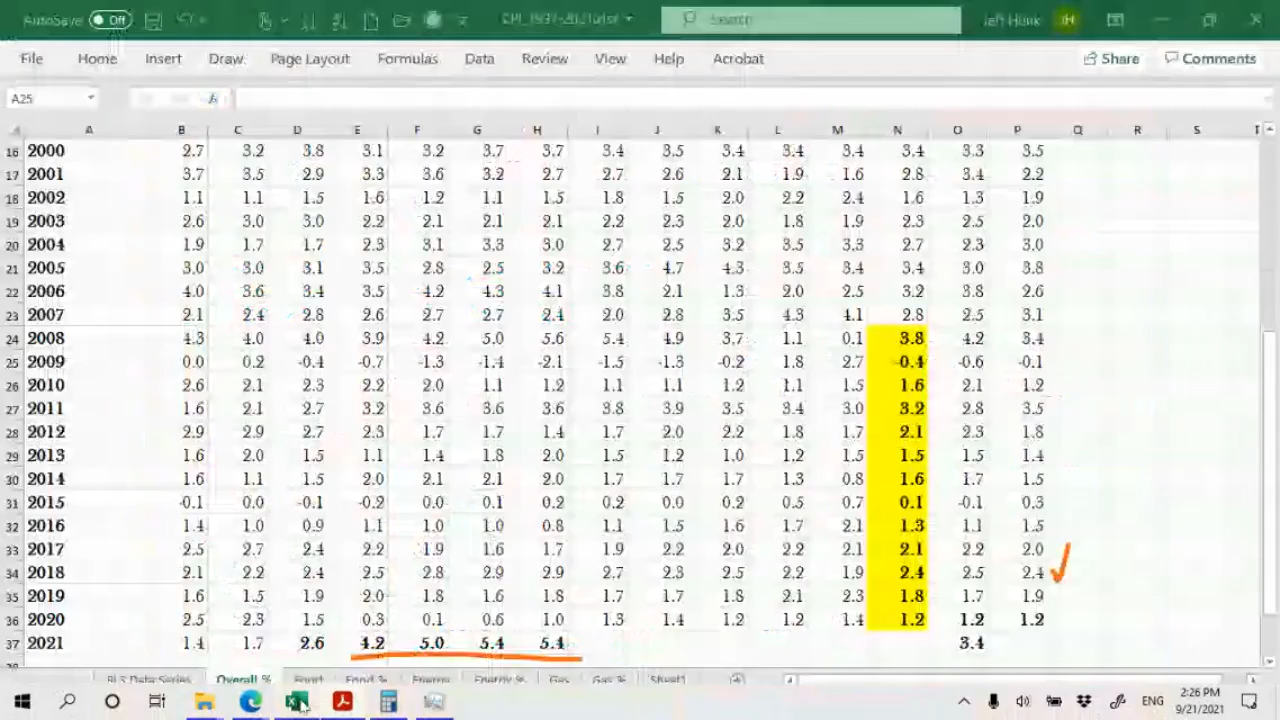 AutoSave Off Search
File Home Insert Draw Page Layout Formulas Data Review View Help Acrobat Share Comments
A25 fx
A B C D E F G H I J K L M N O P Q R S
16 2000 2.7 3.2 3.8 3.1 3.2 3.7 3.7 3.4 3.5 3.4 3.4 3.4 3.4 3.3 3.5
17 2001 3.7 3.5 2.9 3.3 3.6 3.2 2.7 2.7 2.6 2.1 1.9 1.6 2.8 3.4 2.2
18 2002 1.1 1.1 1.5 1.6 1.2 1.1 1.5 1.8 1.5 2.0 2.2 2.4 1.6 1.3 1.9
19 2003 2.6 3.0 3.0 2.2 2.1 2.1 2.1 2.2 2.3 2.0 1.8 1.9 2.3 2.5 2.0
20 2004 1.9 1.7 1.7 2.3 3.1 3.3 3.0 2.7 2.5 3.2 3.5 3.3 2.7 2.3 3.0
21 2005 3.0 3.0 3.1 3.5 2.8 2.5 3.2 3.6 4.7 4.3 3.5 3.4 3.4 3.0 3.8
22 2006 4.0 3.6 3.4 3.5 4.2 4.3 4.1 3.8 2.1 1.3 2.0 2.5 3.2 3.8 2.6
23 2007 2.1 2.4 2.8 2.6 2.7 2.7 2.4 2.0 2.8 3.5 4.3 4.1 2.8 2.5 3.1
24 2008 4.3 4.0 4.0 3.9 4.2 5.0 5.6 5.4 4.9 3.7 1.1 0.1 3.8 4.2 3.4
25 2009 0.0 0.2 -0.4 -0.7 -1.3 -1.4 -2.1 -1.5 -1.3 -0.2 1.8 2.7 -0.4 -0.6 -0.1
26 2010 2.6 2.1 2.3 2.2 2.0 1.1 1.2 1.1 1.1 1.2 1.1 1.5 1.6 2.1 1.2
27 2011 1.6 2.1 2.7 3.2 3.6 3.6 3.6 3.8 3.9 3.5 3.4 3.0 3.2 2.8 3.5
28 2012 2.9 2.9 2.7 2.3 1.7 1.7 1.4 1.7 2.0 2.2 1.8 1.7 2.1 2.3 1.8
29 2013 1.6 2.0 1.5 1.1 1.4 1.8 2.0 1.5 1.2 1.0 1.2 1.5 1.5 1.5 1.4
30 2014 1.6 1.1 1.5 2.0 2.1 2.1 2.0 1.7 1.7 1.7 1.3 0.8 1.6 1.7 1.5
31 2015 -0.1 0.0 -0.1 -0.2 0.0 0.1 0.2 0.2 0.0 0.2 0.5 0.7 0.1 -0.1 0.3
32 2016 1.4 1.0 0.9 1.1 1.0 1.0 0.8 1.1 1.5 1.6 1.7 2.1 1.3 1.1 1.5
33 2017 2.5 2.7 2.4 2.2 1.9 1.6 1.7 1.9 2.2 2.0 2.2 2.1 2.1 2.2 2.0
34 2018 2.1 2.2 2.4 2.5 2.8 2.9 2.9 2.7 2.3 2.5 2.2 1.9 2.4 2.5 2.4
35 2019 1.6 1.5 1.9 2.0 1.8 1.6 1.8 1.7 1.7 1.8 2.1 2.3 1.8 1.7 1.9
36 2020 2.5 2.3 1.5 0.3 0.1 0.6 1.0 1.3 1.4 1.2 1.2 1.4 1.2 1.2 1.2
37 2021 1.4 1.7 2.6 4.2 5.0 5.4 5.4 3.4
BLS Data Series Overall % Food Food % Energy Energy % Gas Gas % Sheet1
ENG 2:26 PM
9/21/2021